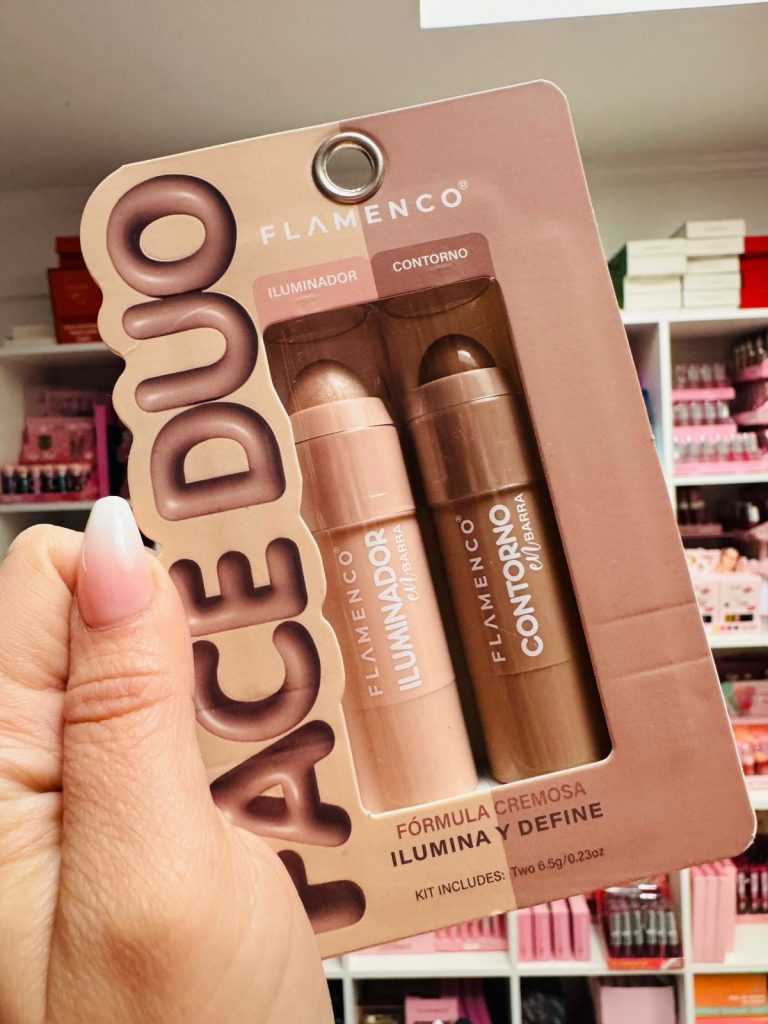 FLAMENCO®
ILUMINADOR
CONTORNO
FACE DUO
FLAMENCO®
ILUMINADOR
en BARRA
FLAMENCO®
CONTORNO
en BARRA
FÓRMULA CREMOSA
ILUMINA Y DEFINE
KIT INCLUDES: Two 6.5g/0.23oz